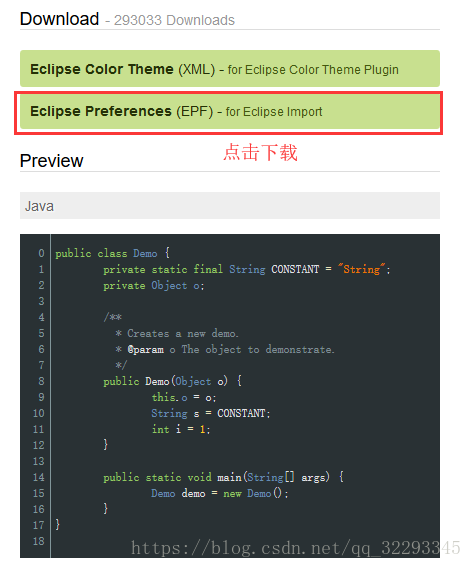 Download - 293033 Downloads
Eclipse Color Theme (XML) - for Eclipse Color Theme Plugin
Eclipse Preferences (EPF) - for Eclipse Import
点击下载
Preview
Java
0 public class Demo {
1 private static final String CONSTANT = "String";
2 private Object o;
3
4 /**
5 * Creates a new demo.
6 * @param o The object to demonstrate.
7 */
8 public Demo(Object o) {
9 this.o = o;
10 String s = CONSTANT;
11 int i = 1;
12 }
13
14 public static void main(String[] args) {
15 Demo demo = new Demo();
16 }
17 }
18
https://blog.csdn.net/qq_32293345